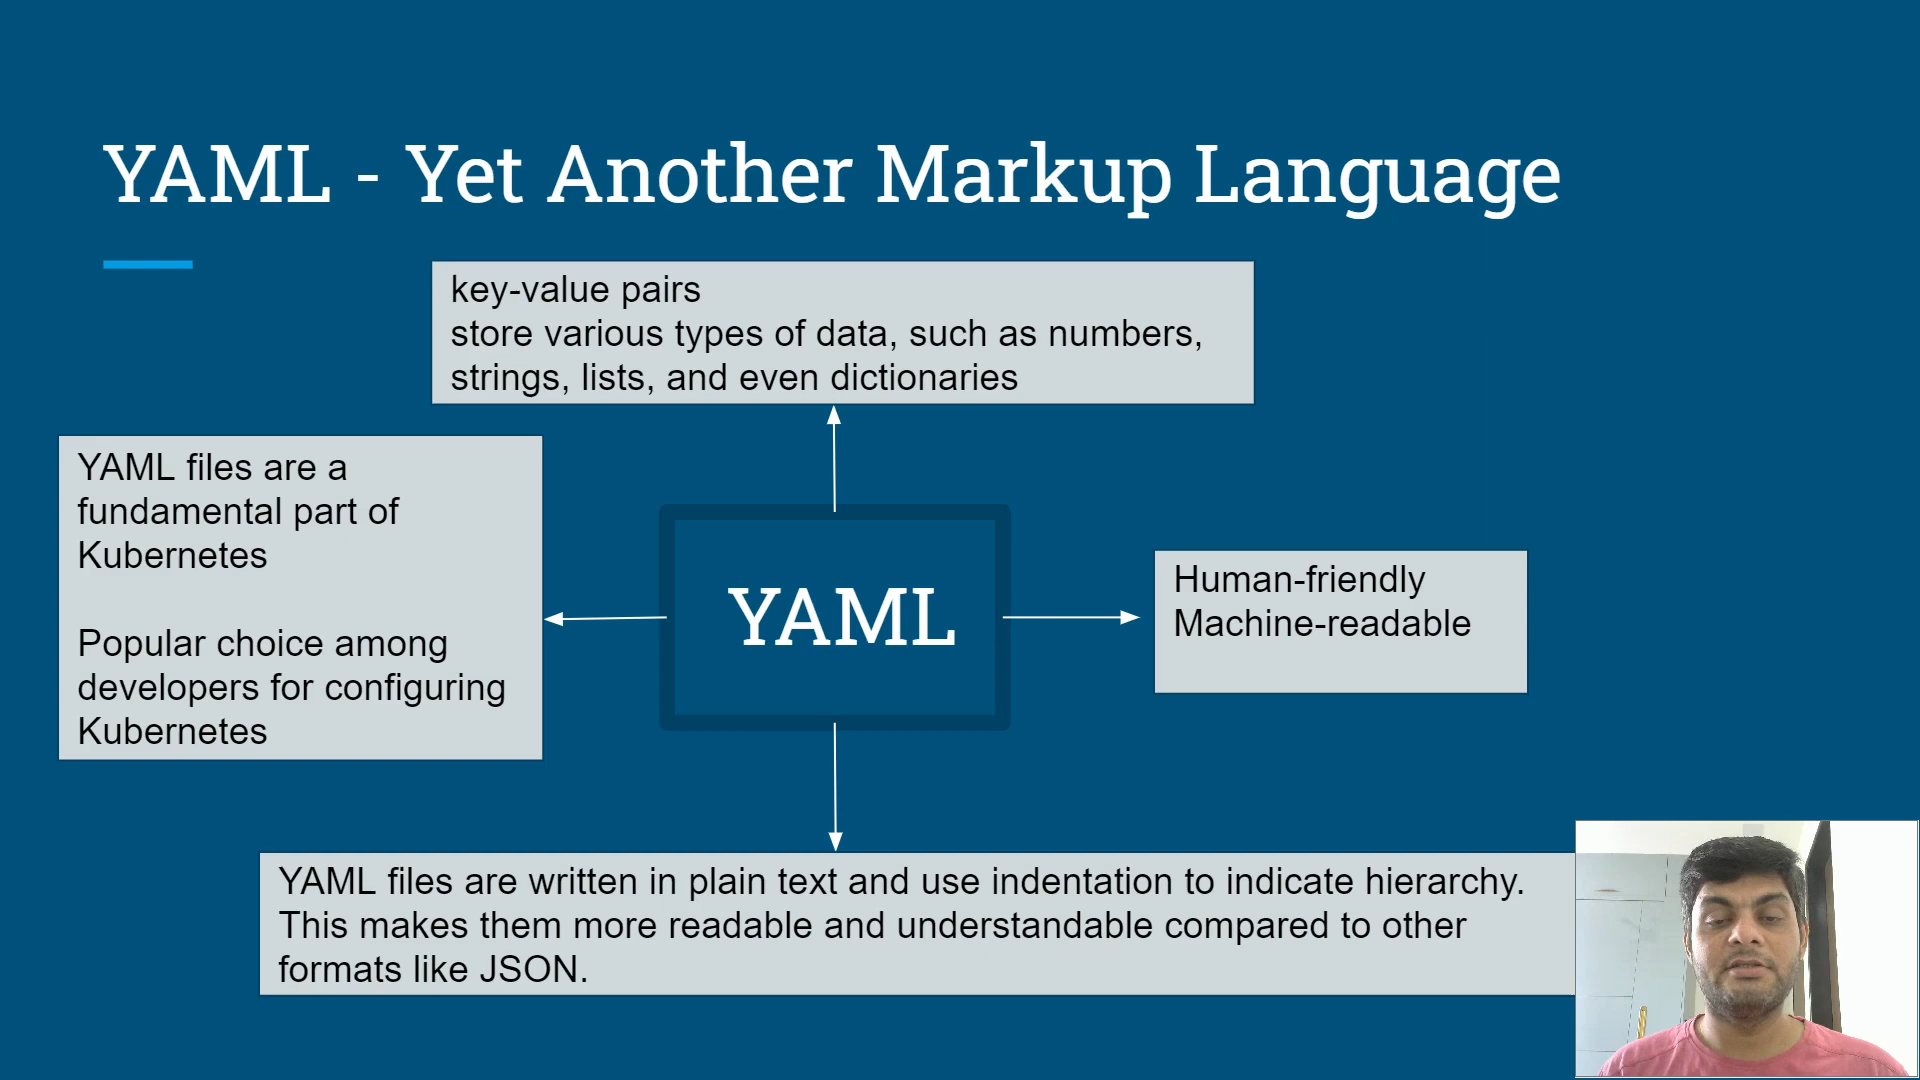 YAML - Yet Another Markup Language
key-value pairs
store various types of data, such as numbers,
strings, lists, and even dictionaries
YAML files are a
fundamental part of
Kubernetes
Popular choice among
developers for configuring
Kubernetes
YAML
Human-friendly
Machine-readable
YAML files are written in plain text and use indentation to indicate hierarchy.
This makes them more readable and understandable compared to other
formats like JSON.